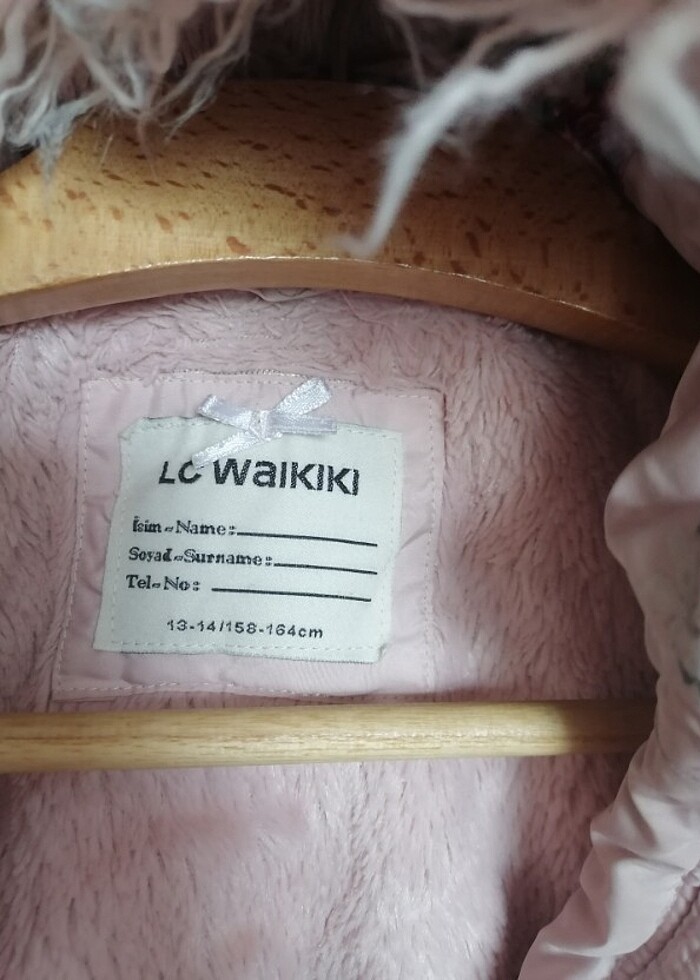 LC WAIKIKI
İsim-Name:
Soyad-Surname:
Tel-No:
13-14/158-164cm